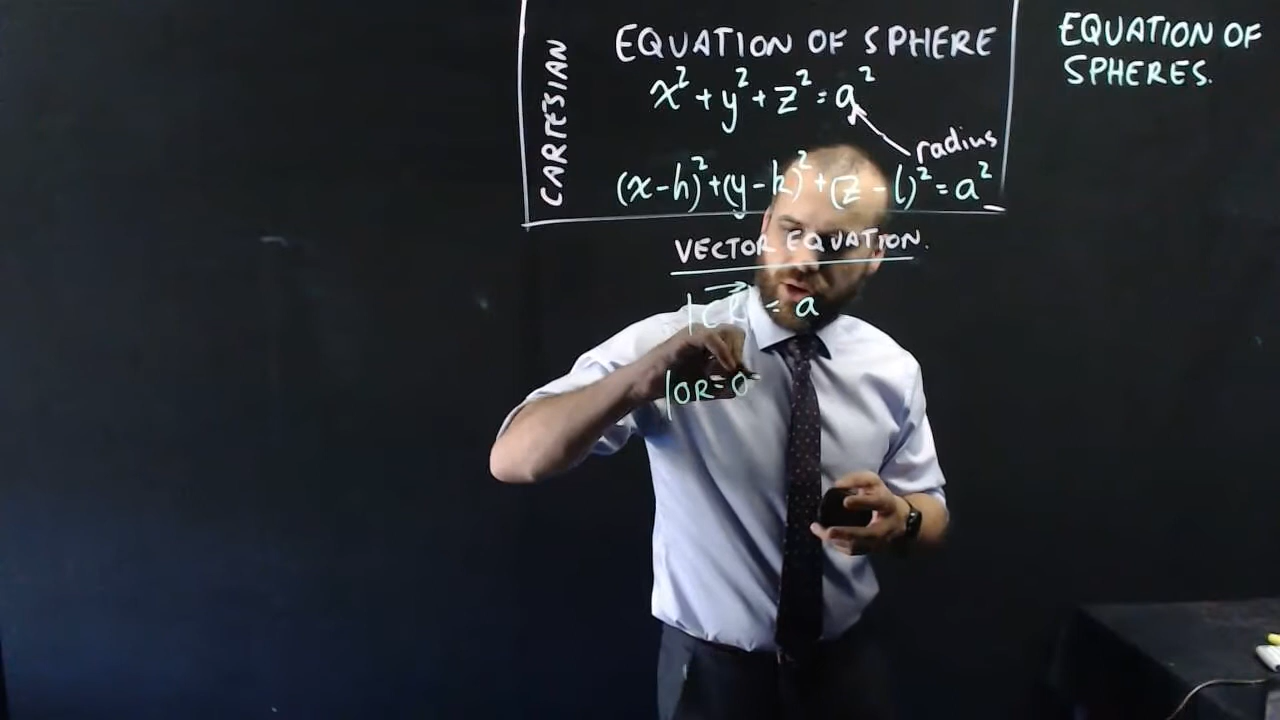 CARTESIAN
EQUATION OF SPHERE
x² + y² + z² = a²
radius
(x-h)²+(y-k)²+(z-l)²=a²
VECTOR EQUATION.
|CR| = a
|OR = O
EQUATION OF
SPHERES.